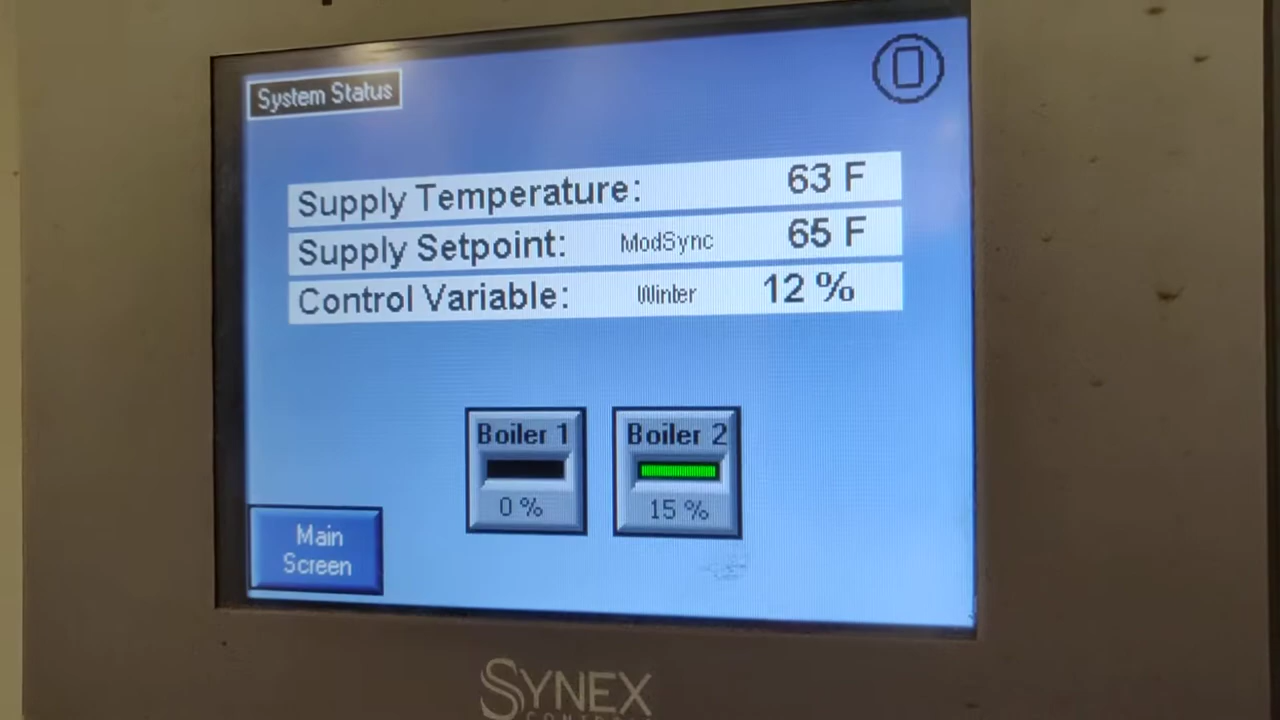 System Status
Supply Temperature: 63 F
Supply Setpoint: ModSync 65 F
Control Variable: Winter 12 %
Boiler 1 Boiler 2
0 % 15 %
Main
Screen
SYNEX